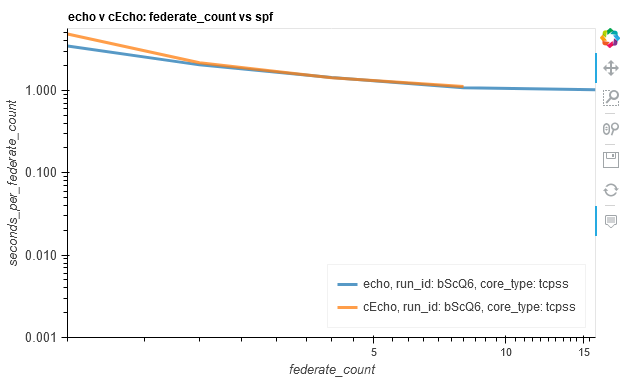 echo v cEcho: federate_count vs spf
seconds_per_federate_count
1.000
0.100
0.010
0.001
echo, run_id: bScQ6, core_type: tcpss
cEcho, run_id: bScQ6, core_type: tcpss
5
10
15
federate_count